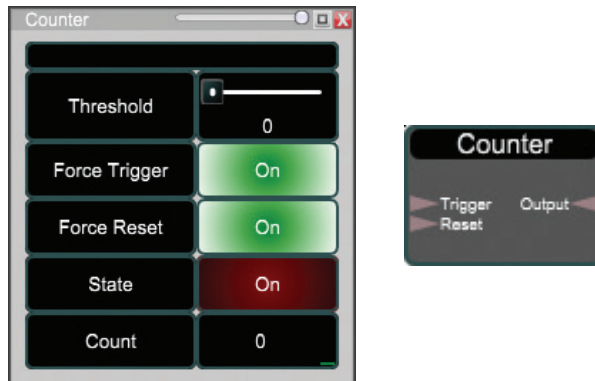 Counter
Threshold
0
Force Trigger
On
Force Reset
On
State
On
Count
0
Counter
Trigger
Output
Reset